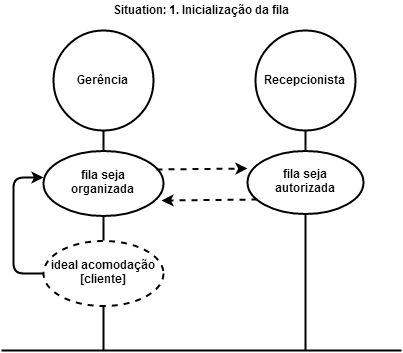 Situation: 1. Inicialização da fila
Gerência
Recepcionista
fila seja
organizada
fila seja
autorizada
ideal acomodação
[cliente]